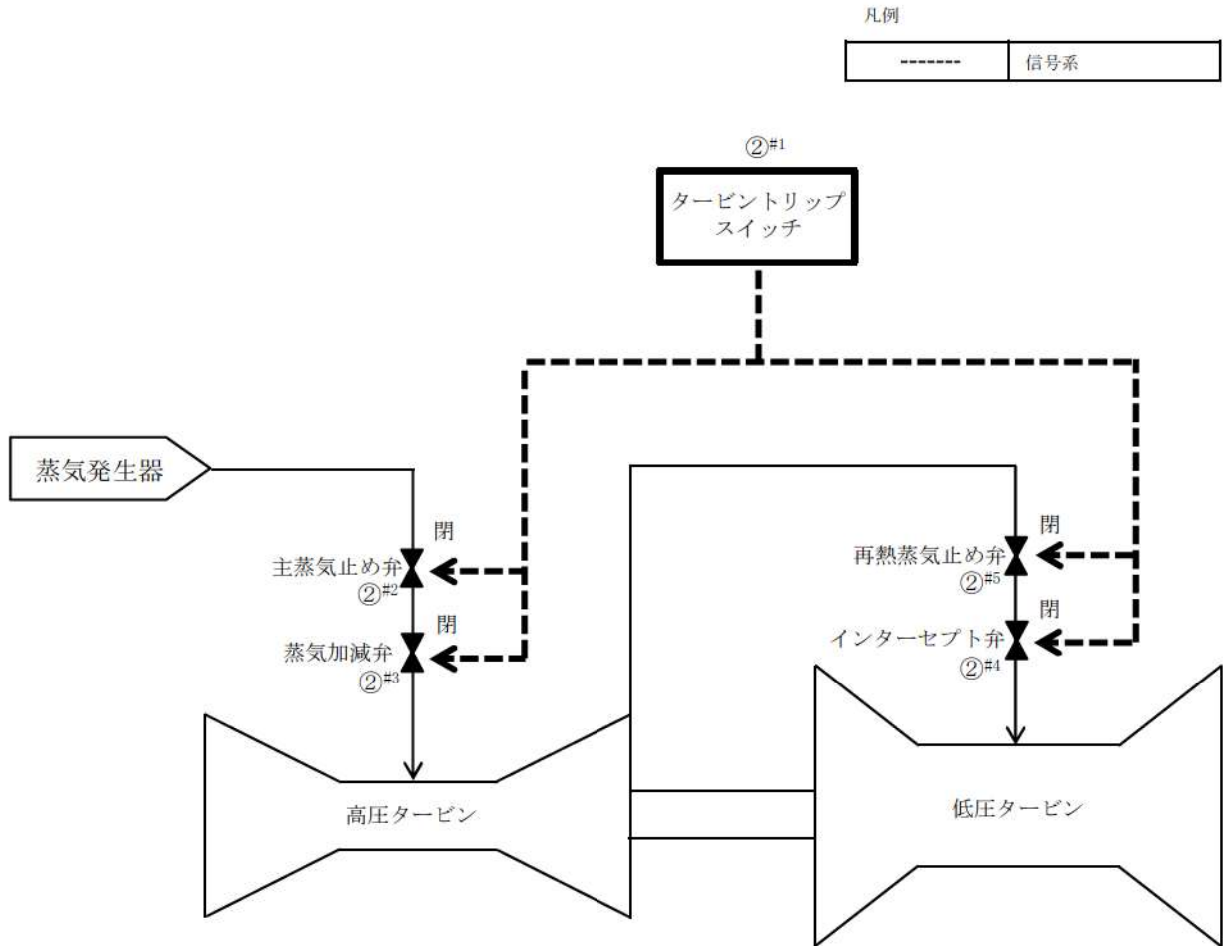 凡例
信号系
②#1
タービントリップ
スイッチ
蒸気発生器
閉
主蒸気止め弁
②#2
閉
蒸気加減弁
②#3
閉
再熱蒸気止め弁
②#5
閉
インターセプト弁
②#4
高圧タービン
低圧タービン